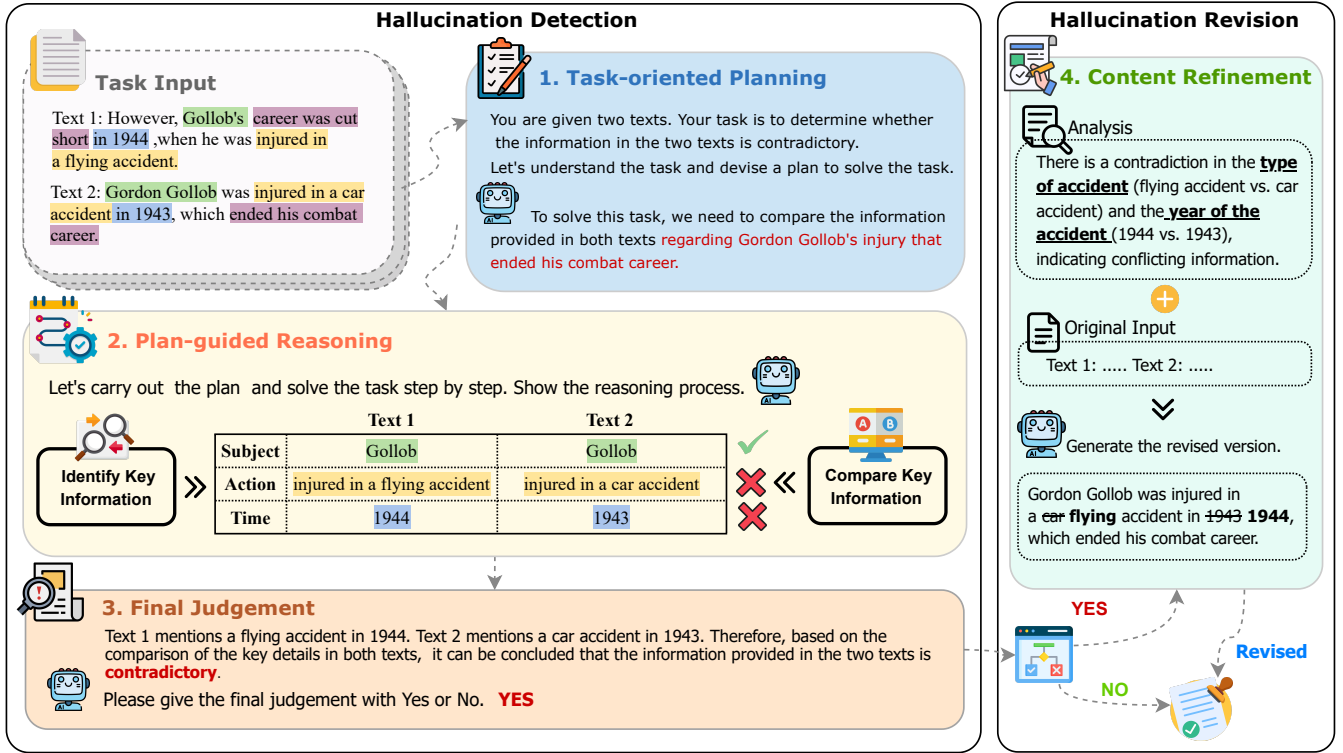 Hallucination Detection
Task Input
Text 1: However, Gollob's career was cut
short in 1944 ,when he was injured in
a flying accident.
Text 2: Gordon Gollob was injured in a car
accident in 1943, which ended his combat
career.
1. Task-oriented Planning
You are given two texts. Your task is to determine whether
the information in the two texts is contradictory.
Let's understand the task and devise a plan to solve the task.
AI
To solve this task, we need to compare the information
provided in both texts regarding Gordon Gollob's injury that
ended his combat career.
2. Plan-guided Reasoning
Let's carry out the plan and solve the task step by step. Show the reasoning process.
AI
Identify Key
Information
Text 1 Text 2
Subject Gollob Gollob
Action injured in a flying accident injured in a car accident
Time 1944 1943
A B
Compare Key
Information
3. Final Judgement
Text 1 mentions a flying accident in 1944. Text 2 mentions a car accident in 1943. Therefore, based on the
comparison of the key details in both texts, it can be concluded that the information provided in the two texts is
contradictory.
AI
Please give the final judgement with Yes or No. YES
Hallucination Revision
4. Content Refinement
Analysis
There is a contradiction in the type
of accident (flying accident vs. car
accident) and the year of the
accident (1944 vs. 1943),
indicating conflicting information.
Original Input
Text 1: ..... Text 2: .....
AI
Generate the revised version.
Gordon Gollob was injured in
a car flying accident in 1943 1944,
which ended his combat career.
YES
Revised
NO